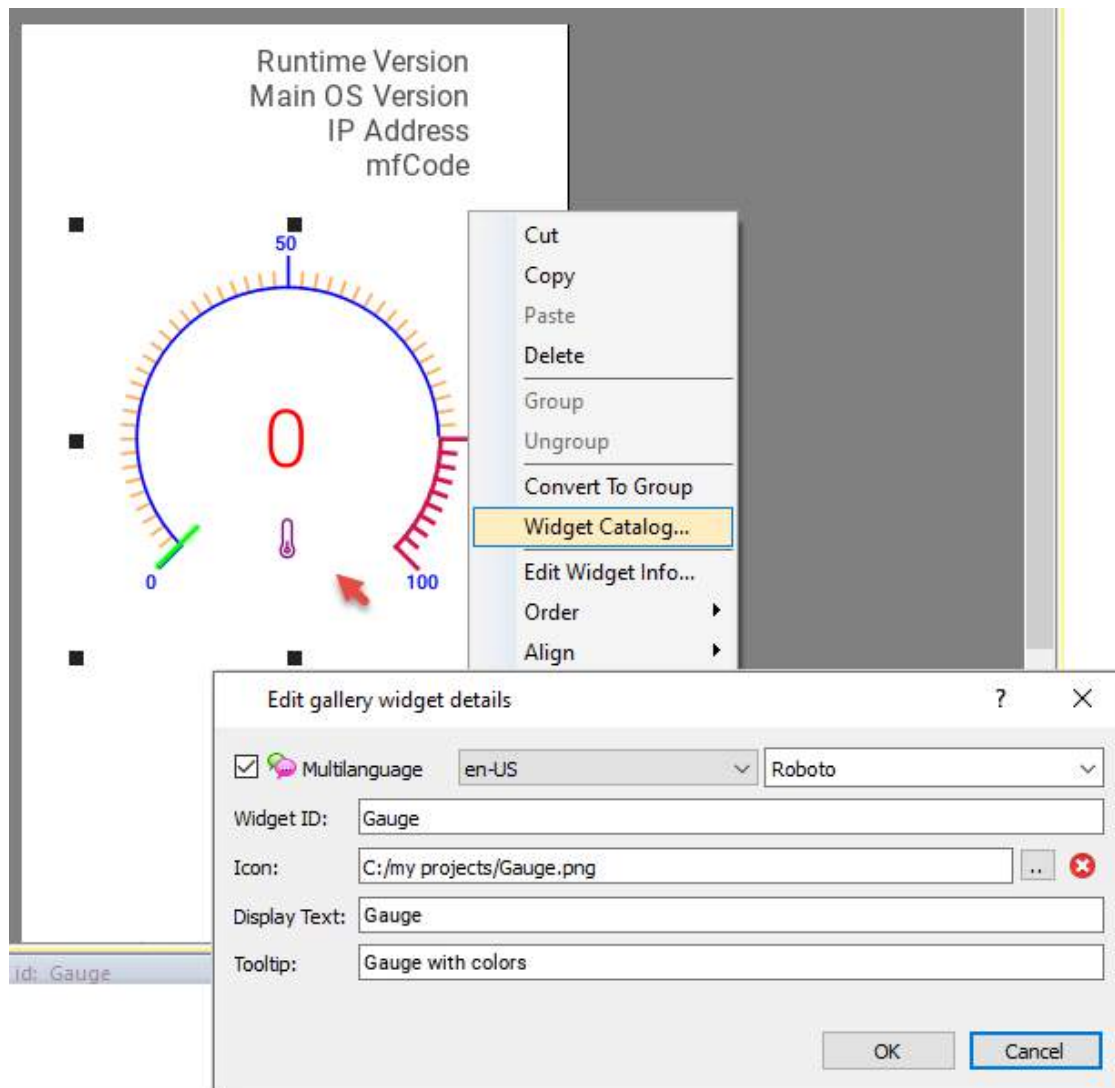 Runtime Version
Main OS Version
IP Address
mfCode
50
0
0
100
Cut
Copy
Paste
Delete
Group
Ungroup
Convert To Group
Widget Catalog...
Edit Widget Info...
Order
Align
Edit gallery widget details
?
Multilanguage en-US Roboto
Widget ID: Gauge
Icon: C:/my projects/Gauge.png ..
Display Text: Gauge
Tooltip: Gauge with colors
OK Cancel
id: Gauge